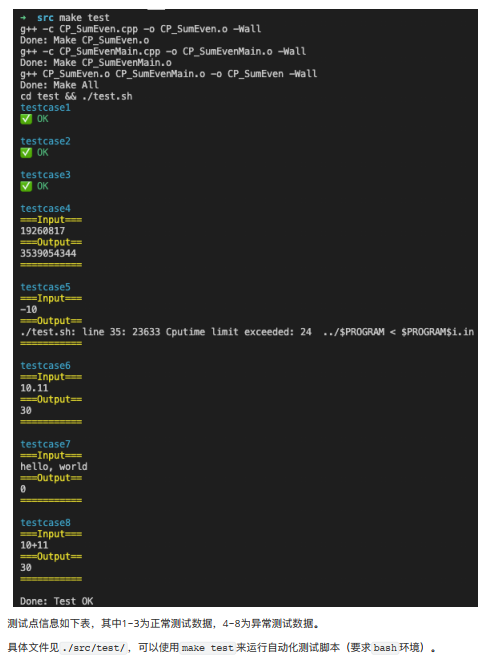 ➜ src make test
g++ -c CP_SumEven.cpp -o CP_SumEven.o -Wall
Done: Make CP_SumEven.o
g++ -c CP_SumEvenMain.cpp -o CP_SumEvenMain.o -Wall
Done: Make CP_SumEvenMain.o
g++ CP_SumEven.o CP_SumEvenMain.o -o CP_SumEven -Wall
Done: Make All
cd test && ./test.sh
testcase1
✅ OK
testcase2
✅ OK
testcase3
✅ OK
testcase4
===Input===
19260817
===Output==
3539054344
===========
testcase5
===Input===
-10
===Output==
./test.sh: line 35: 23633 Cputime limit exceeded: 24  ../$PROGRAM < $PROGRAM$i.in
===========
testcase6
===Input===
10.11
===Output==
30
===========
testcase7
===Input===
hello, world
===Output==
0
===========
testcase8
===Input===
10+11
===Output==
30
===========
Done: Test OK
测试点信息如下表，其中1-3为正常测试数据，4-8为异常测试数据。
具体文件见 ./src/test/，可以使用 make test 来运行自动化测试脚本（要求 bash 环境）。